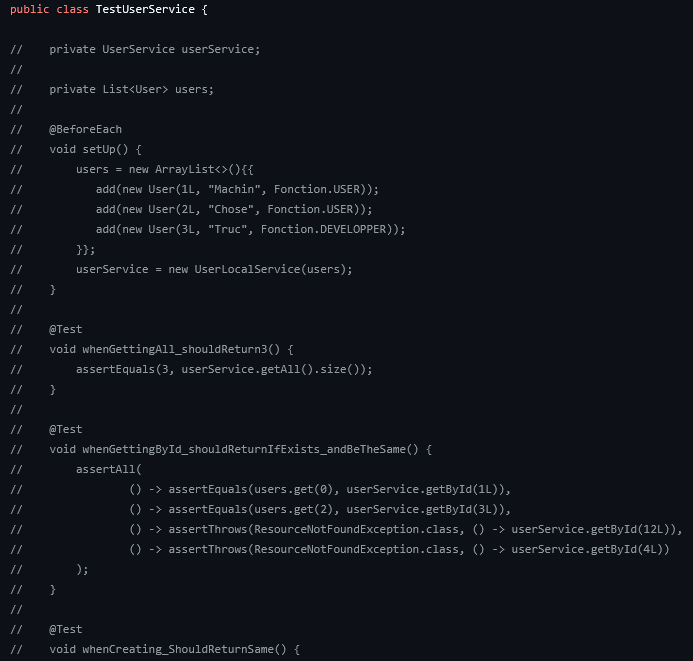 public class TestUserService {
//    private UserService userService;
//
//    private List<User> users;
//
//    @BeforeEach
//    void setUp() {
//        users = new ArrayList<>(){{
//           add(new User(1L, "Machin", Fonction.USER));
//           add(new User(2L, "Chose", Fonction.USER));
//           add(new User(3L, "Truc", Fonction.DEVELOPPER));
//        }};
//        userService = new UserLocalService(users);
//    }
//
//    @Test
//    void whenGettingAll_shouldReturn3() {
//        assertEquals(3, userService.getAll().size());
//    }
//
//    @Test
//    void whenGettingById_shouldReturnIfExists_andBeTheSame() {
//        assertAll(
//                () -> assertEquals(users.get(0), userService.getById(1L)),
//                () -> assertEquals(users.get(2), userService.getById(3L)),
//                () -> assertThrows(ResourceNotFoundException.class, () -> userService.getById(12L)),
//                () -> assertThrows(ResourceNotFoundException.class, () -> userService.getById(4L))
//        );
//    }
//
//    @Test
//    void whenCreating_ShouldReturnSame() {